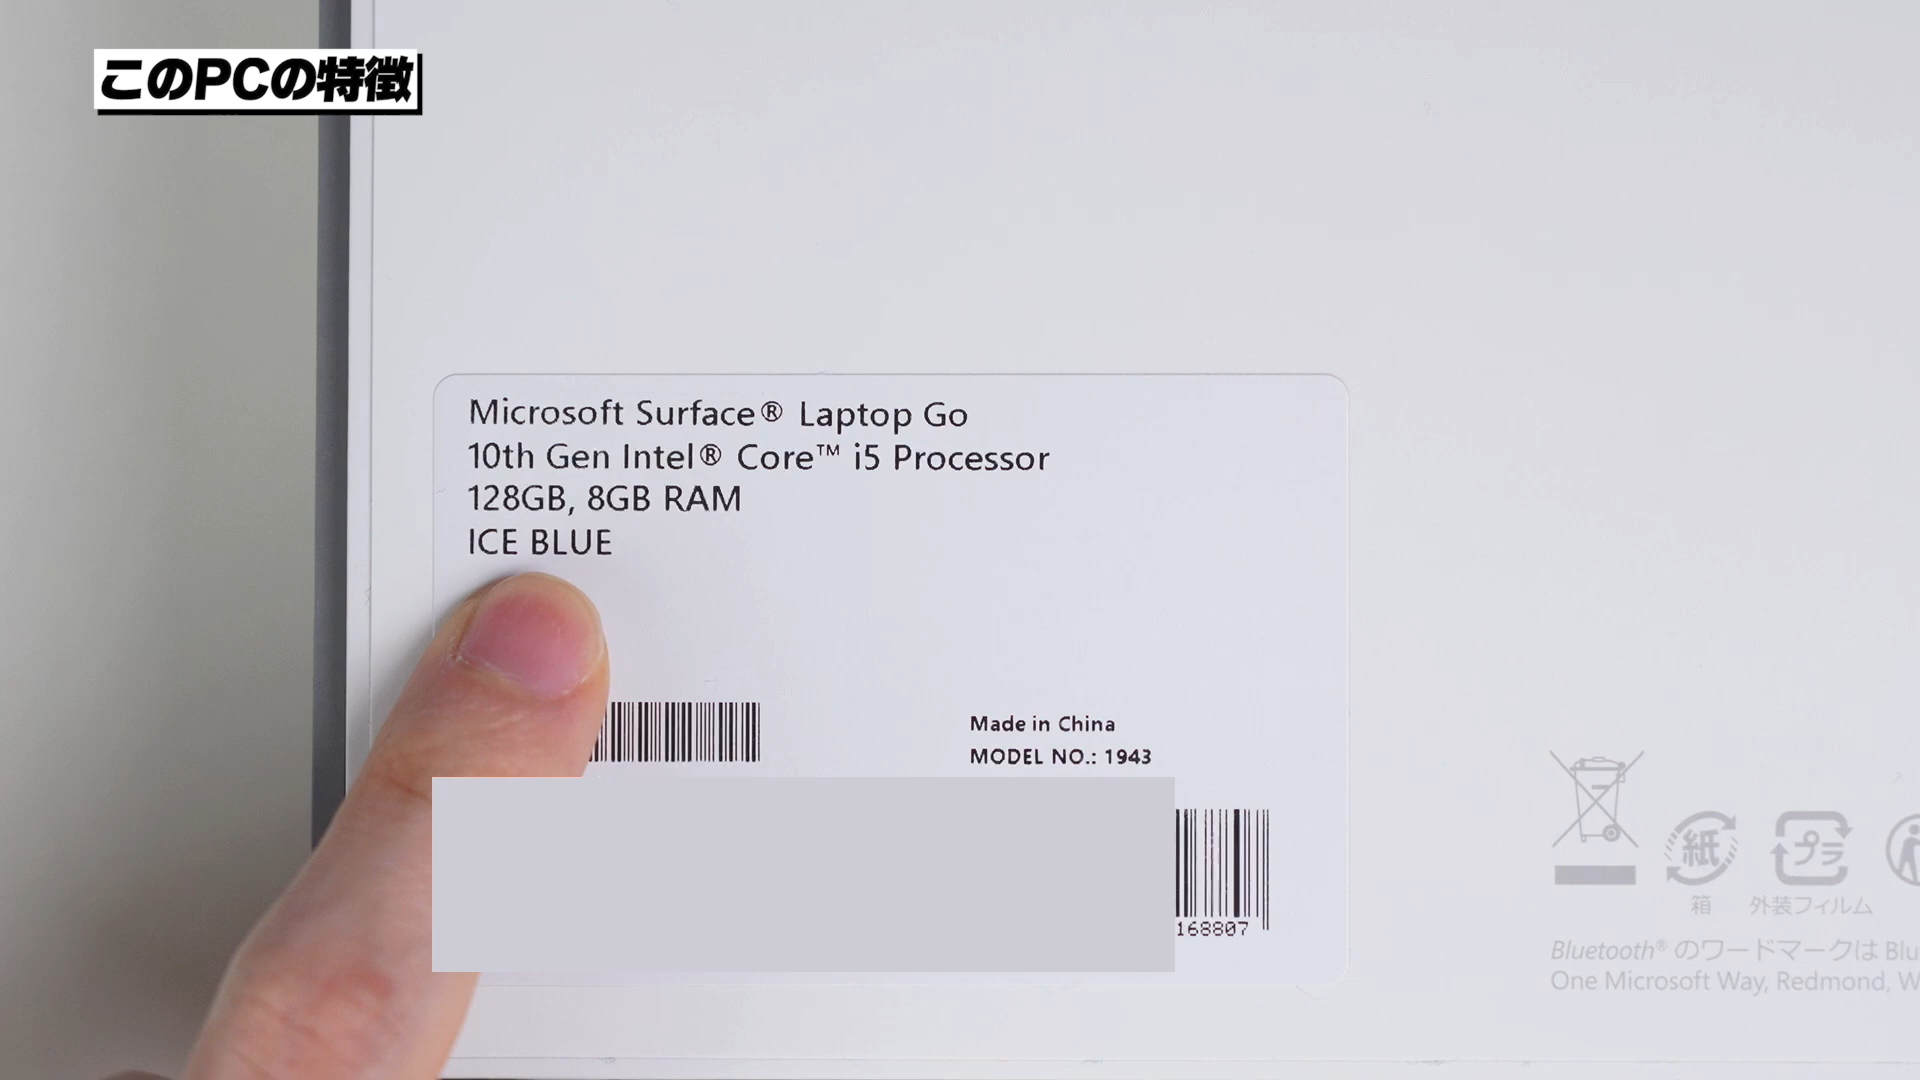 このPCの特徴
Microsoft Surface® Laptop Go
10th Gen Intel® Core™ i5 Processor
128GB, 8GB RAM
ICE BLUE
Made in China
MODEL NO.: 1943
168807
紙
プラ
箱
外装フィルム
Bluetooth® のワードマークは Blu
One Microsoft Way, Redmond, W